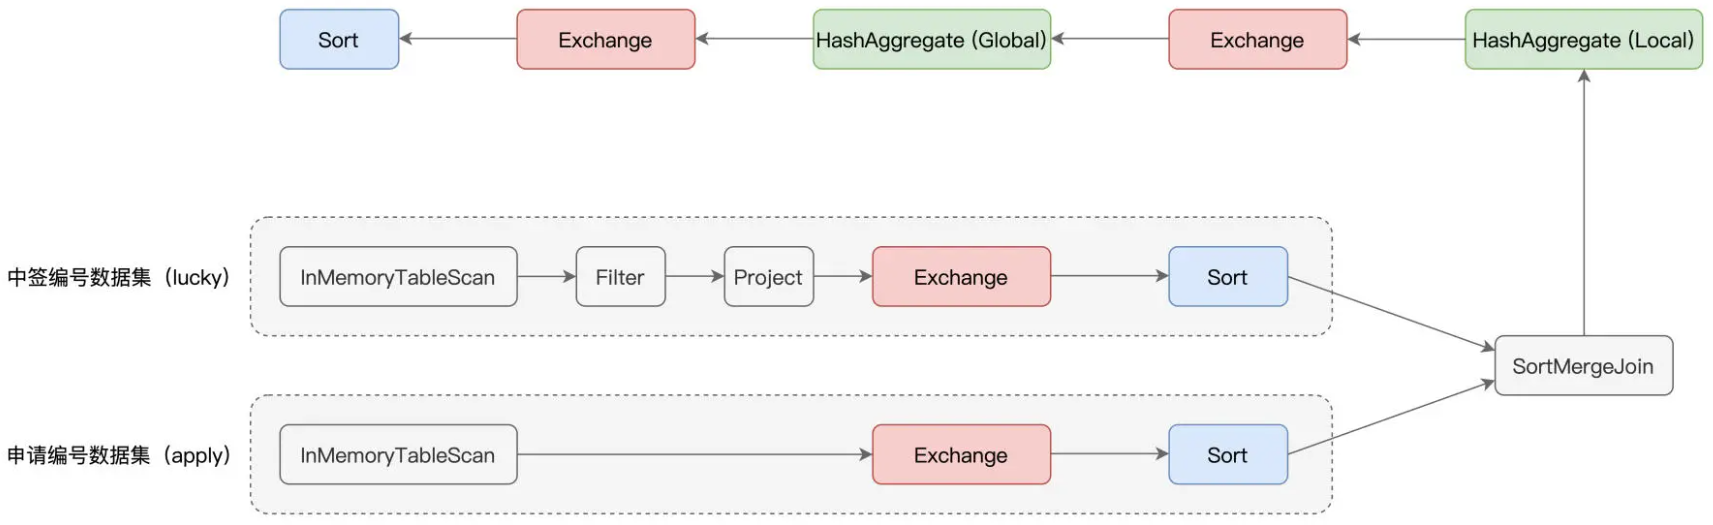 Sort
Exchange
HashAggregate (Global)
Exchange
HashAggregate (Local)
中签编号数据集（lucky）
InMemoryTableScan
Filter
Project
Exchange
Sort
SortMergeJoin
申请编号数据集（apply）
InMemoryTableScan
Exchange
Sort